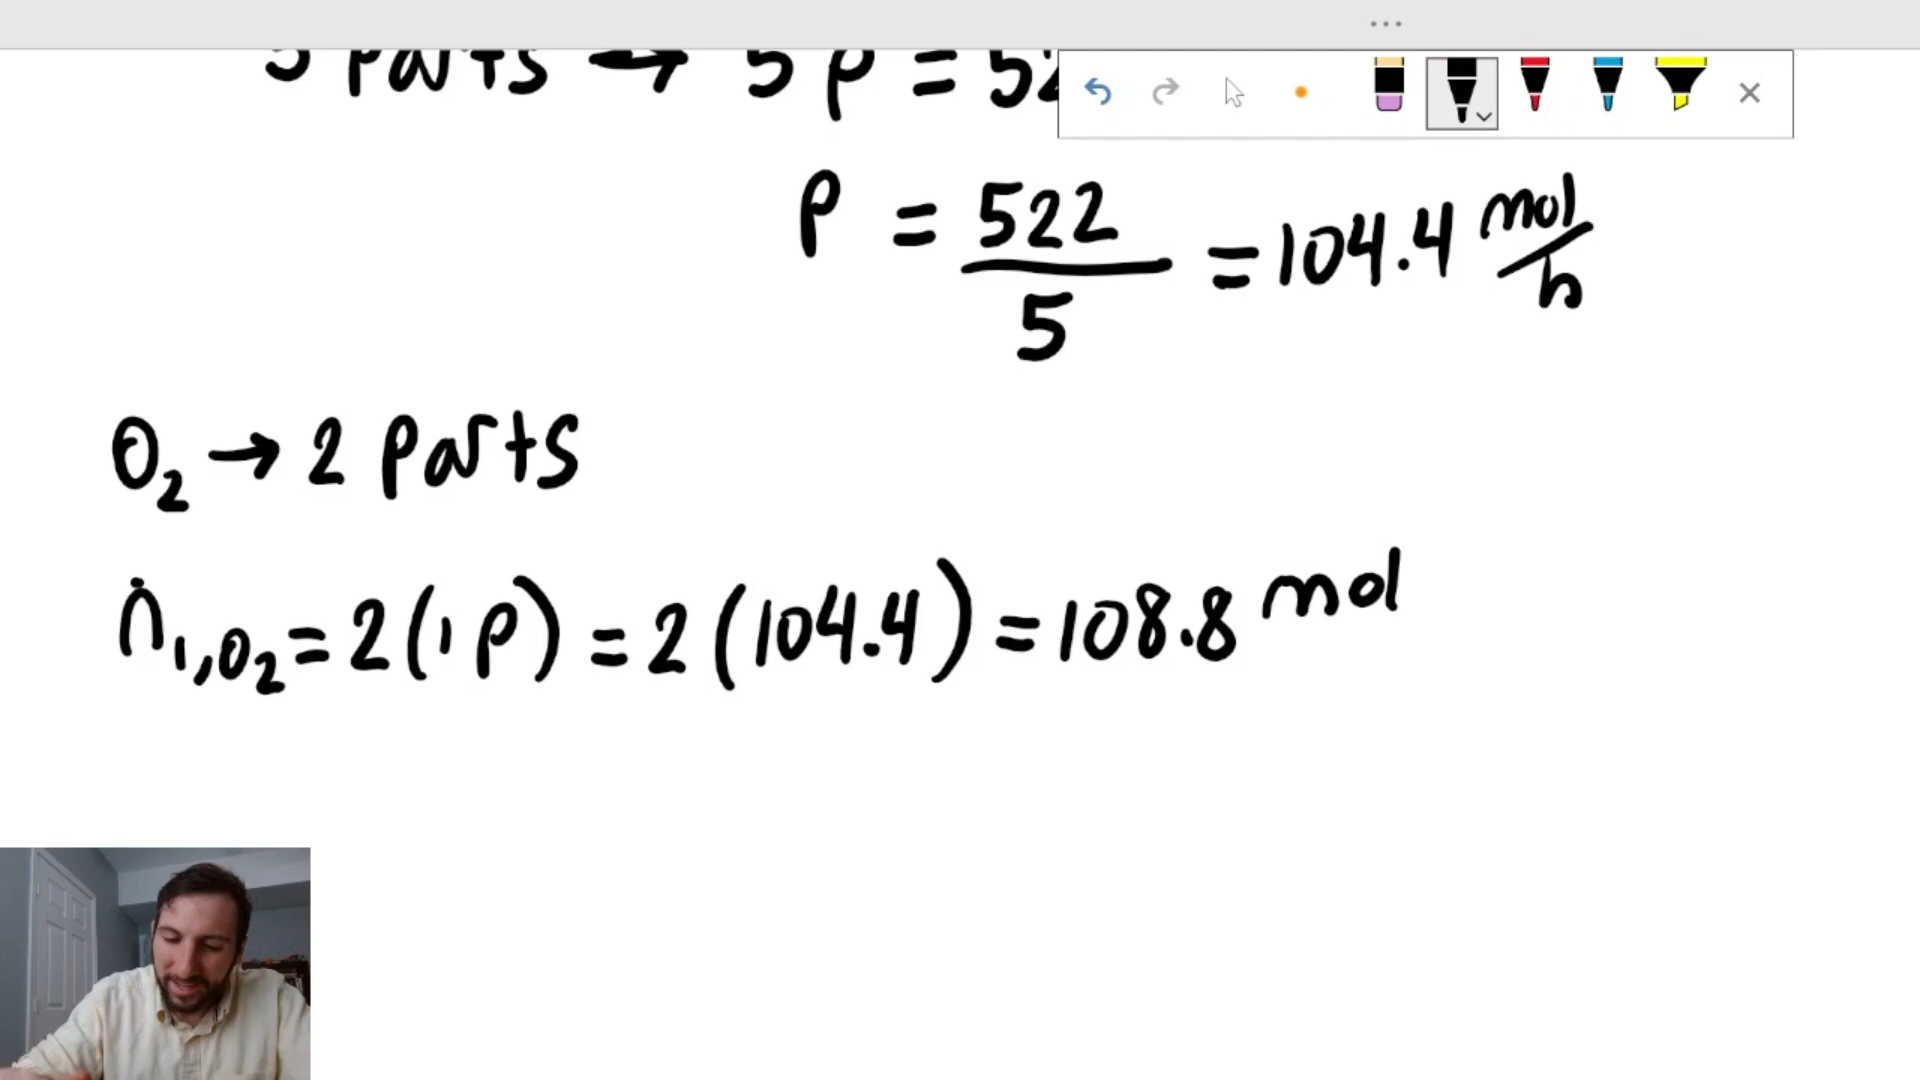 5 parts → 5 p = 52
p = 522 / 5 = 104.4 mol/h
O₂ → 2 parts
ṅ₁,O₂ = 2(1 p) = 2(104.4) = 108.8 mol